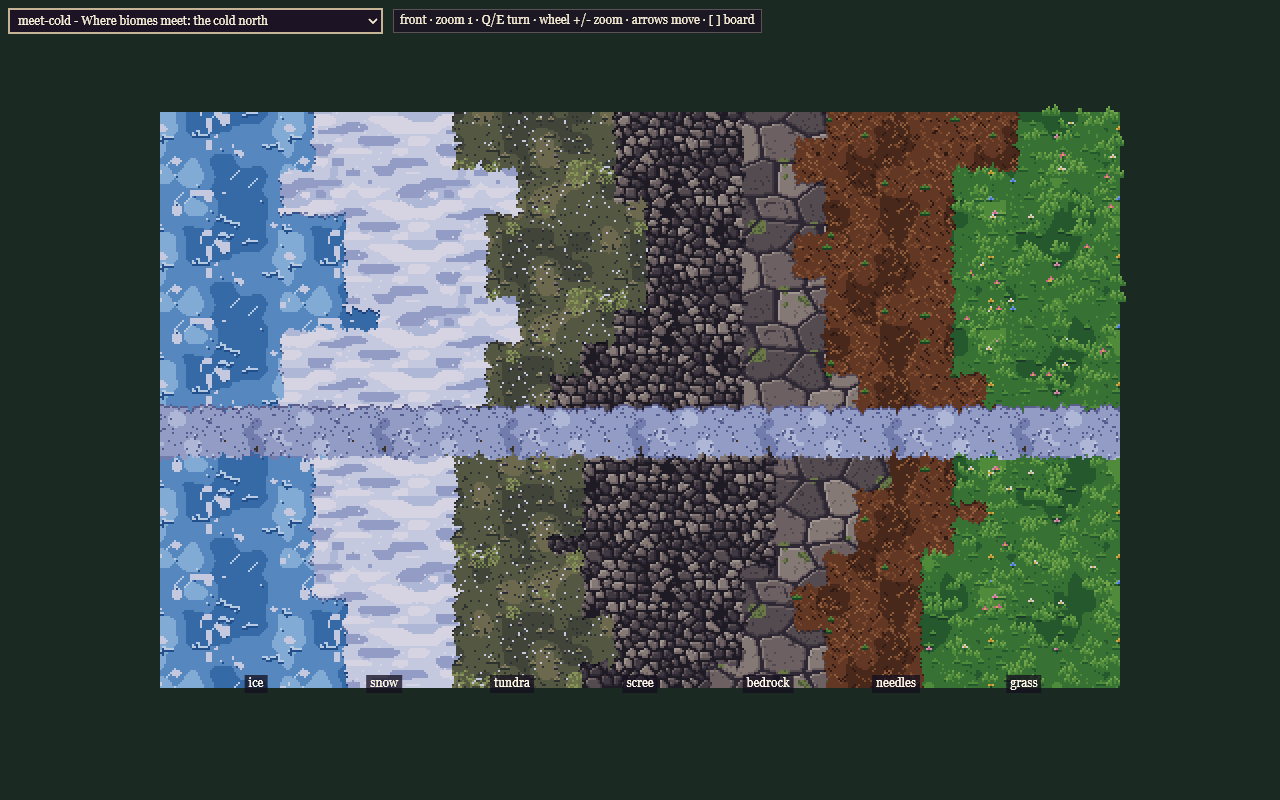 meet-cold - Where biomes meet: the cold north
front · zoom 1 · Q/E turn · wheel +/- zoom · arrows move · [ ] board
ice
snow
tundra
scree
bedrock
needles
grass